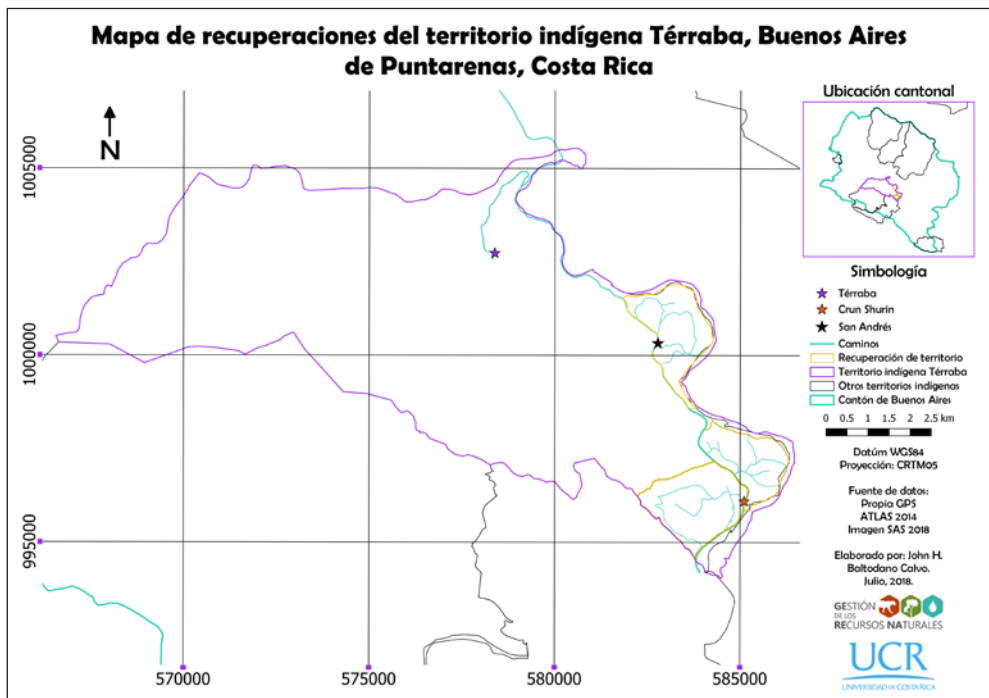 Mapa de recuperaciones del territorio indígena Térraba, Buenos Aires
de Puntarenas, Costa Rica
N
1005000
1000000
995000
570000
575000
580000
585000
Ubicación cantonal
Simbología
Térraba
Crun Shurin
San Andrés
Caminos
Recuperación de territorio
Territorio indígena Térraba
Otros territorios indígenas
Cantón de Buenos Aires
0 0.5 1 1.5 2 2.5 km
Datúm WGS84
Proyección: CRTM05
Fuente de datos:
Propia GPS
ATLAS 2014
Imagen SAS 2018
Elaborado por: John H.
Baltodano Calvo.
Julio, 2018.
GESTIÓN
DE LOS
RECURSOS NATURALES
UCR
UNIVERSIDAD DE COSTA RICA